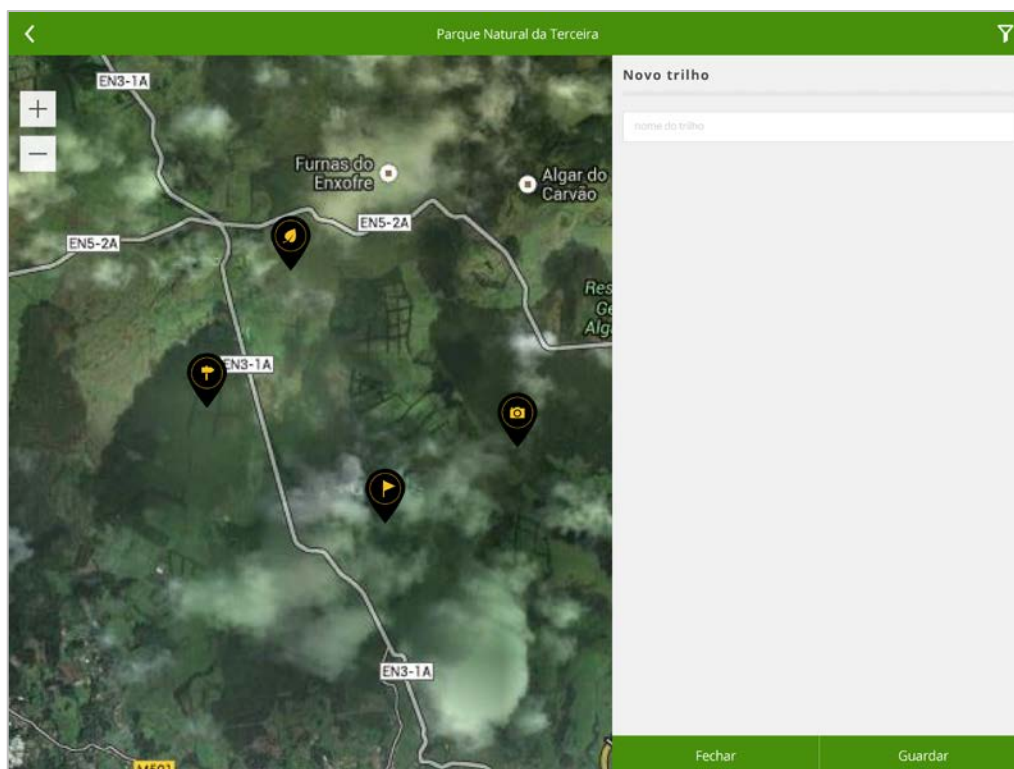 Parque Natural da Terceira
EN3-1A
Furnas do
Enxofre
Algar do
Carvão
EN5-2A
EN5-2A
EN3-1A
EN3-1A
Novo trilho
nome do trilho
Fechar
Guardar